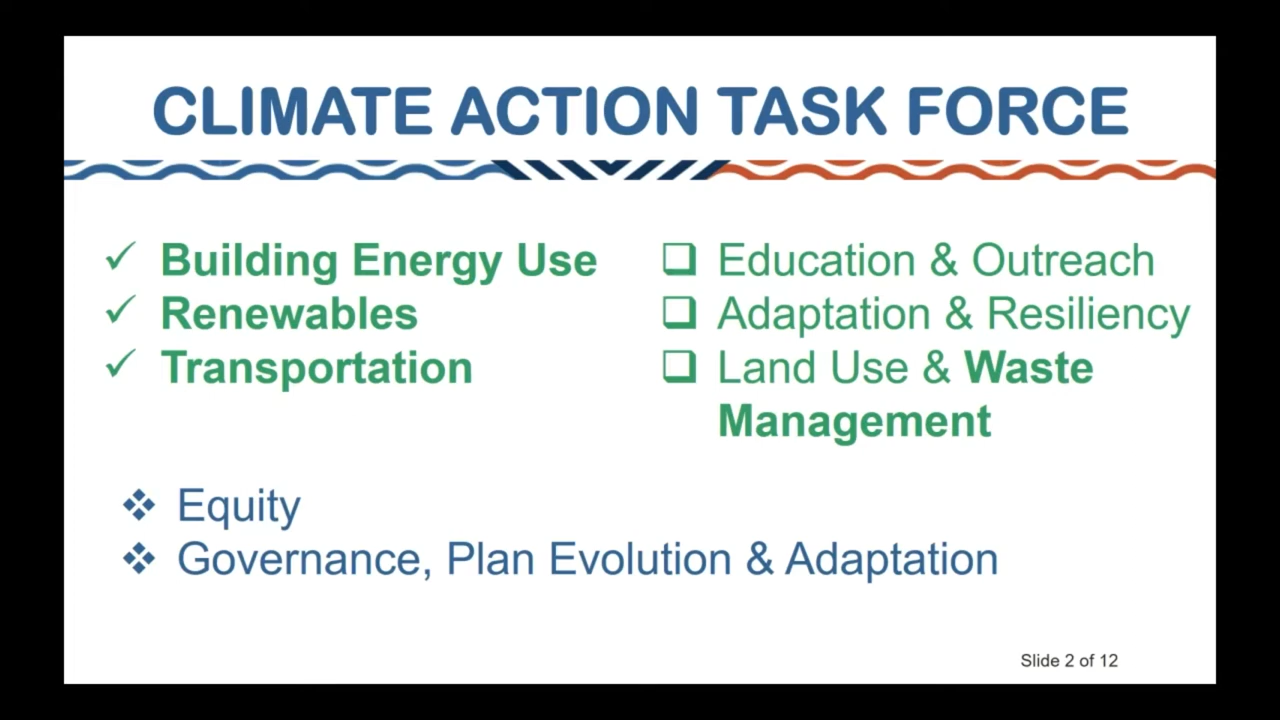 CLIMATE ACTION TASK FORCE
Building Energy Use
Renewables
Transportation
Education & Outreach
Adaptation & Resiliency
Land Use & Waste
Management
Equity
Governance, Plan Evolution & Adaptation
Slide 2 of 12